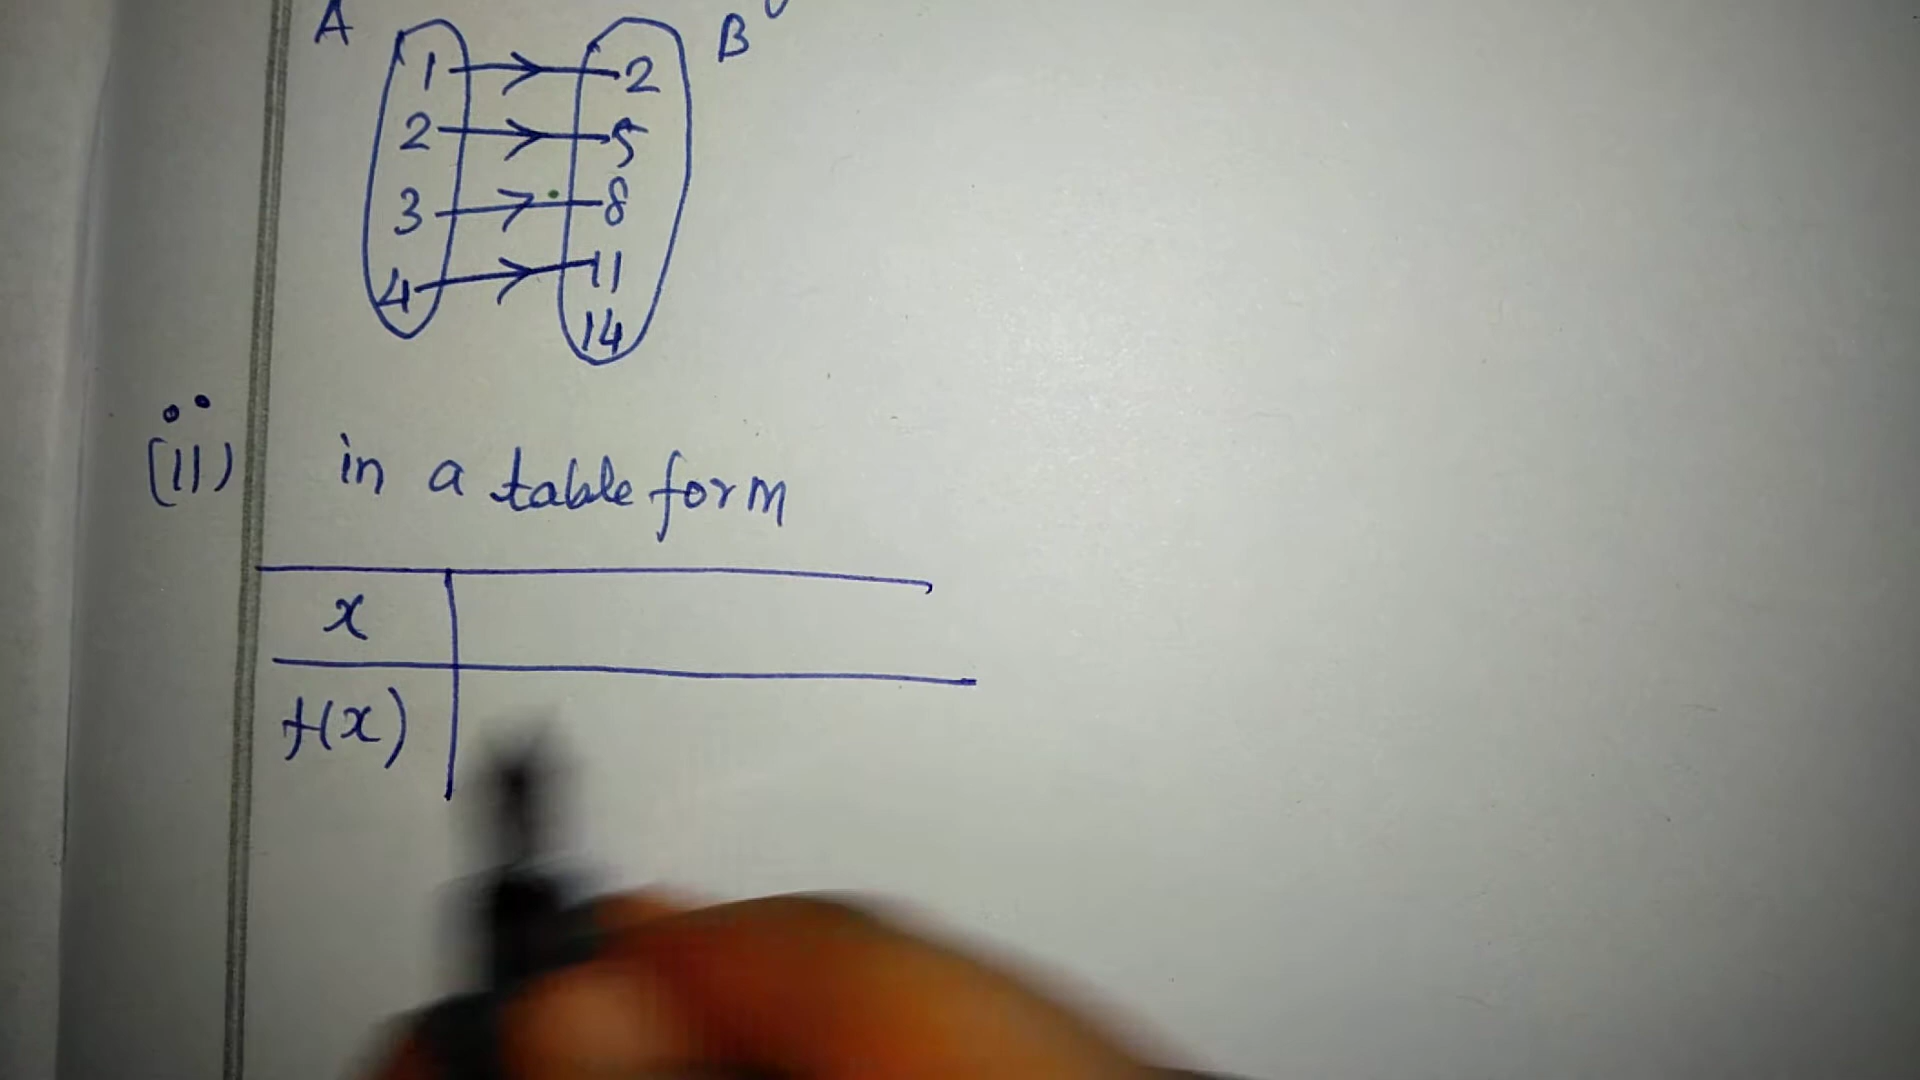 A B
1 2
2 5
3 8
4 11
14
(ii) in a table form
x
f(x)